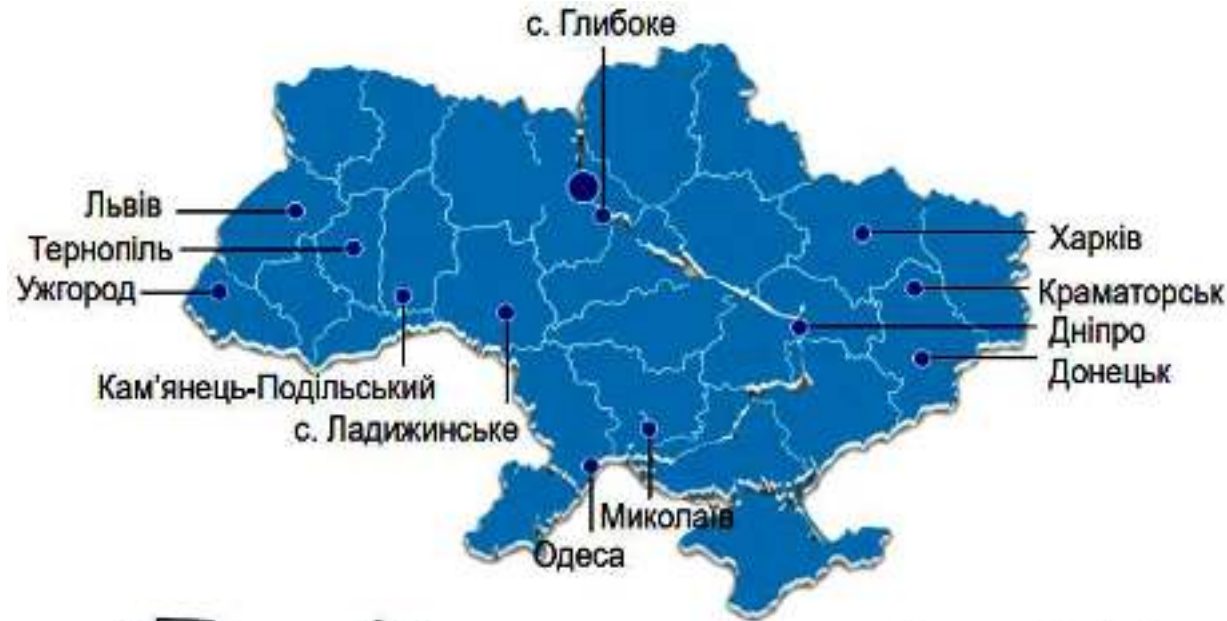 с. Глибоке
Львів
Тернопіль
Ужгород
Харків
Краматорськ
Дніпро
Донецьк
Кам'янець-Подільський
с. Ладижинське
Миколаїв
Одеса